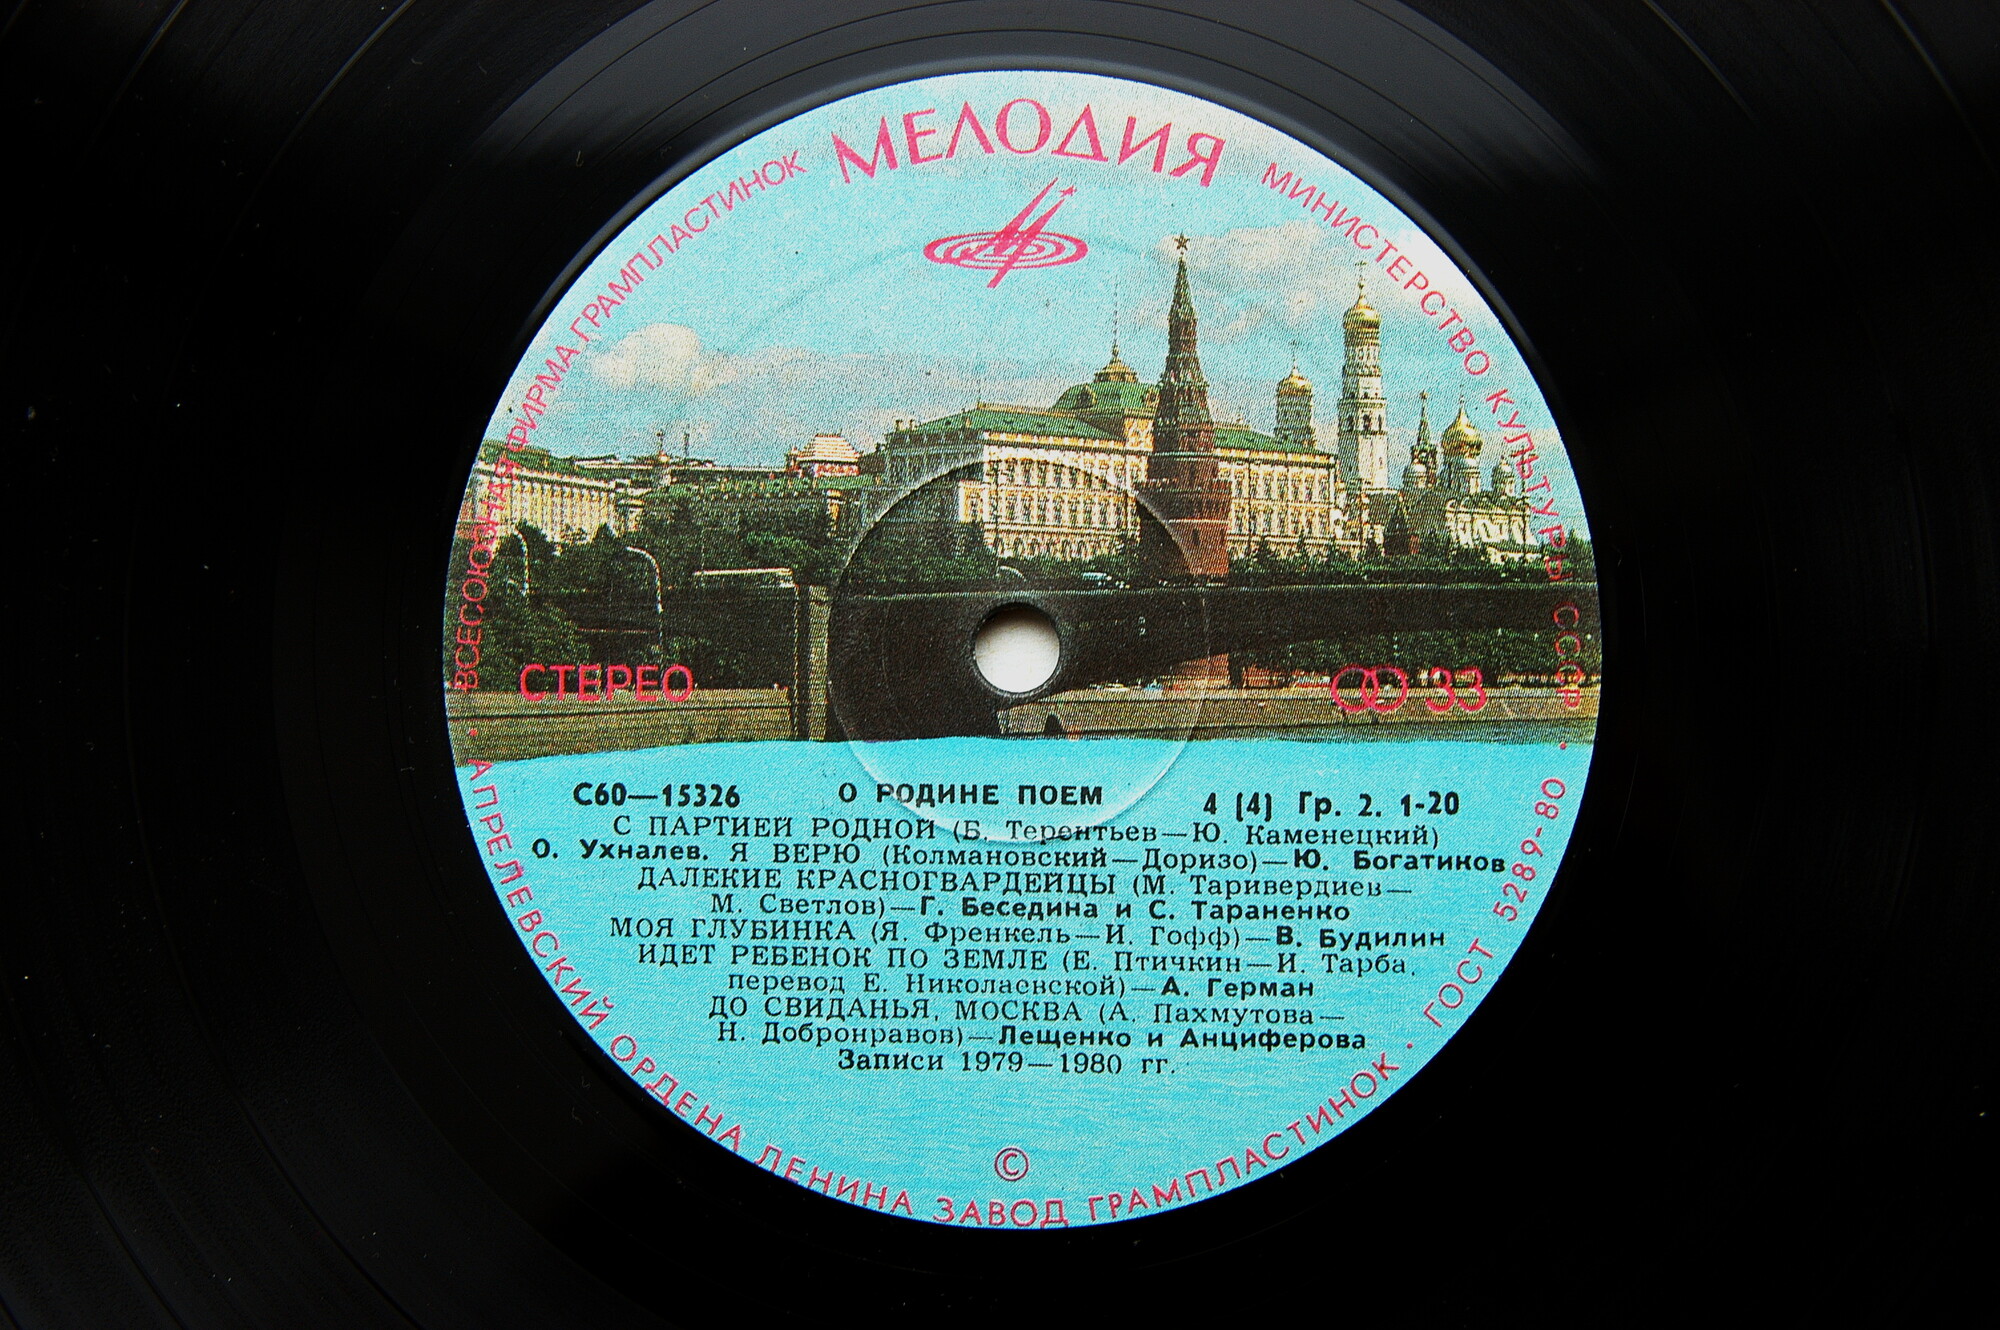 МЕЛОДИЯ
ВСЕСОЮЗНАЯ ФИРМА ГРАМПЛАСТИНОК
МИНИСТЕРСТВО КУЛЬТУРЫ СССР
СТЕРЕО
33
С60—15326 О РОДИНЕ ПОЕМ 4 (4) Гр. 2. 1-20
С ПАРТИЕЙ РОДНОЙ (Б. Терентьев—Ю. Каменецкий)
О. Ухналев. Я ВЕРЮ (Колмановский—Доризо)—Ю. Богатиков
ДАЛЕКИЕ КРАСНОГВАРДЕЙЦЫ (М. Таривердиев—
М. Светлов)—Г. Беседина и С. Тараненко
МОЯ ГЛУБИНКА (Я. Френкель—И. Гофф)—В. Будилин
ИДЕТ РЕБЕНОК ПО ЗЕМЛЕ (Е. Птичкин—И. Тарба,
перевод Е. Николаевской)—А. Герман
ДО СВИДАНЬЯ, МОСКВА (А. Пахмутова—
Н. Добронравов)—Лещенко и Анциферова
Записи 1979—1980 гг.
©
· АПРЕЛЕВСКИЙ ОРДЕНА ЛЕНИНА ЗАВОД ГРАМПЛАСТИНОК · ГОСТ 5289-80 ·